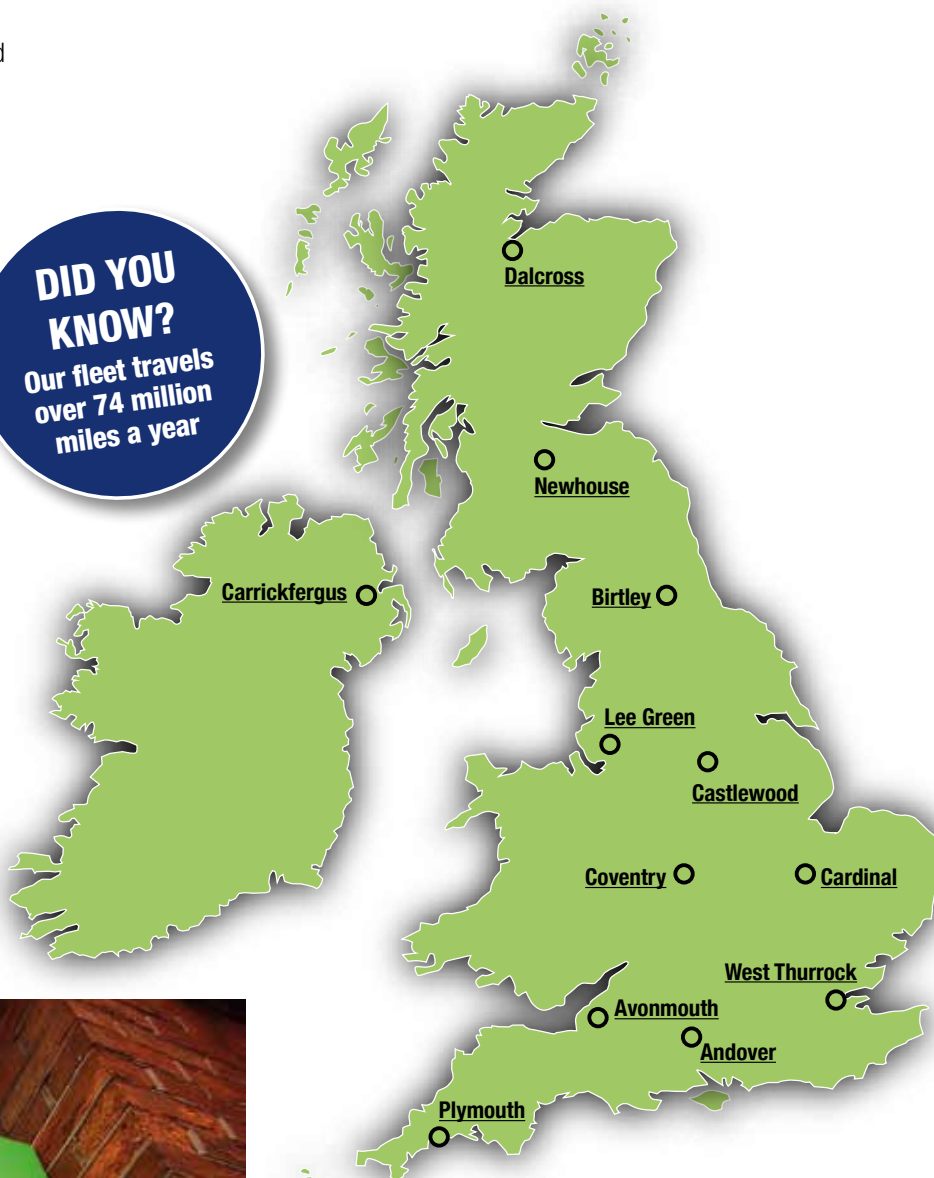 DID YOU
KNOW?
Our fleet travels
over 74 million
miles a year
Dalcross
Newhouse
Carrickfergus
Birtley
Lee Green
Castlewood
Coventry
Cardinal
West Thurrock
Avonmouth
Andover
Plymouth